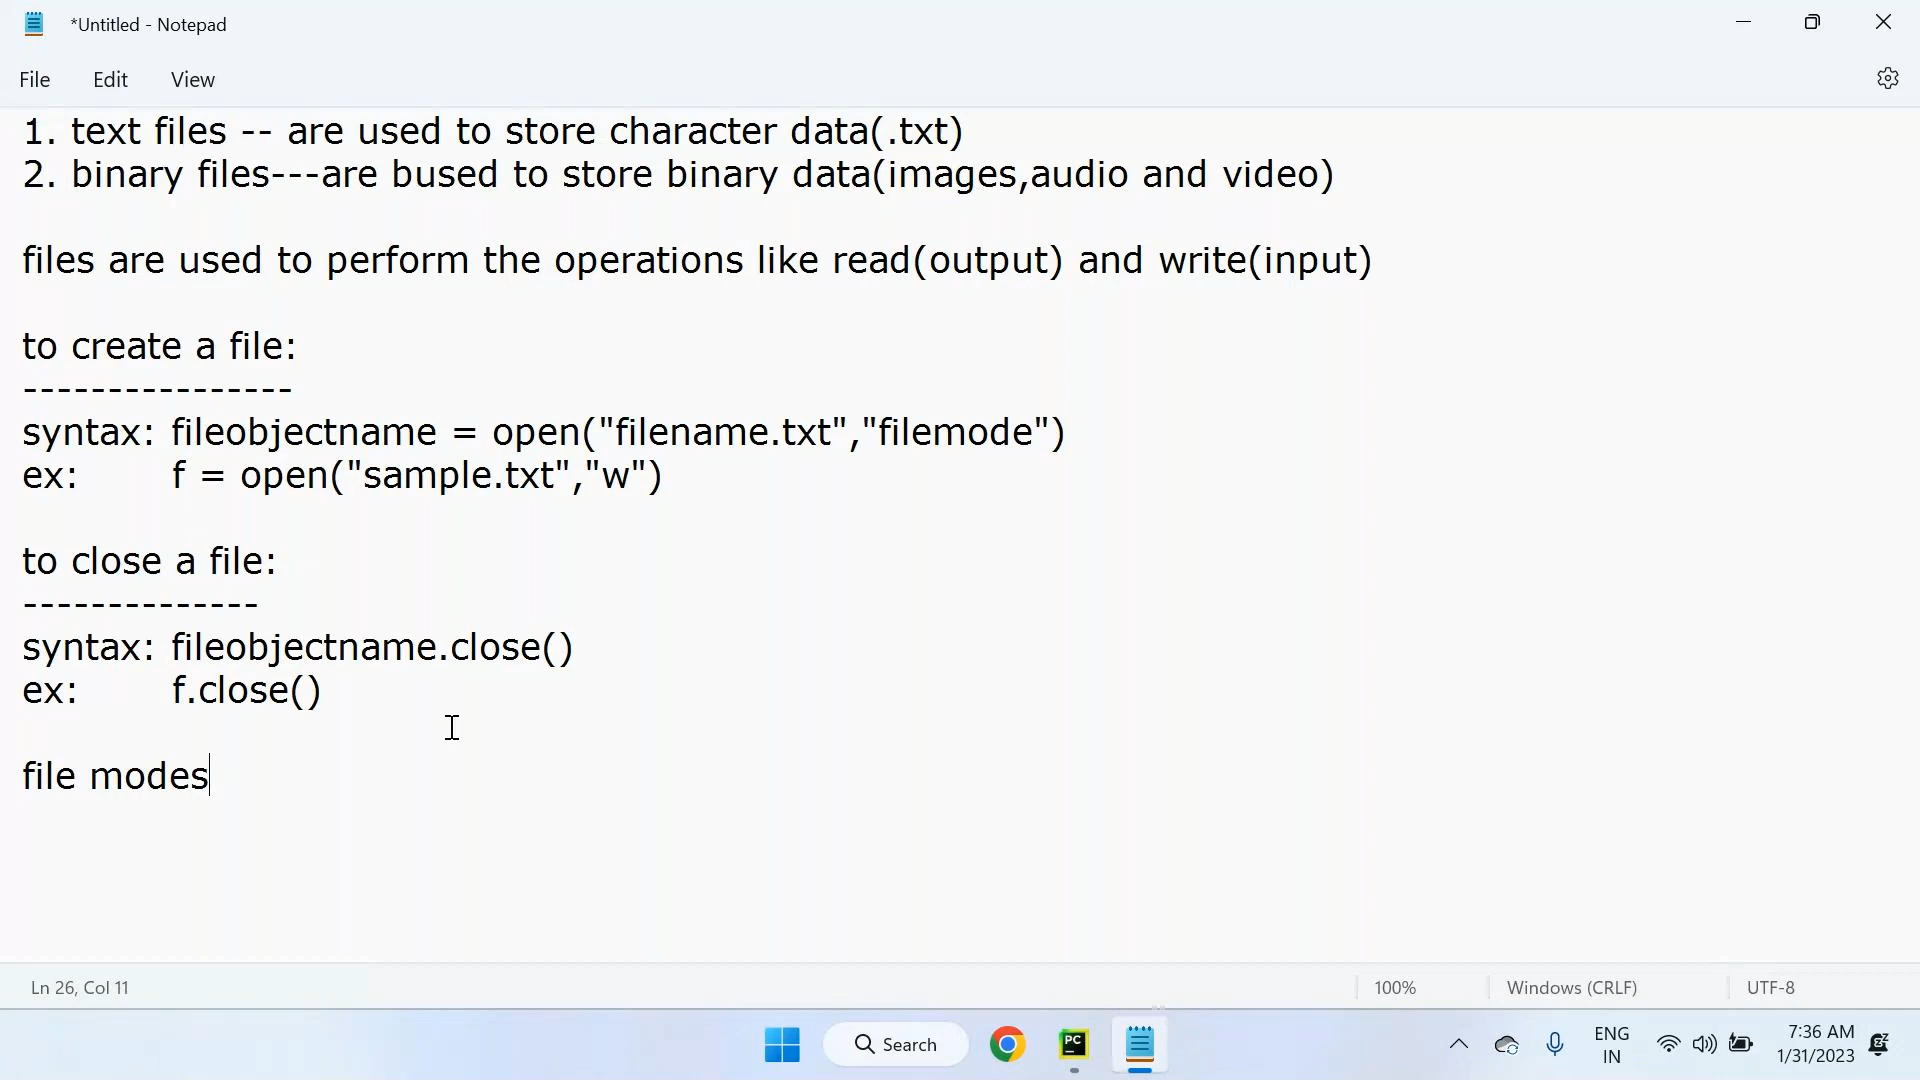 *Untitled - Notepad
File Edit View
1. text files -- are used to store character data(.txt)
2. binary files---are bused to store binary data(images,audio and video)
files are used to perform the operations like read(output) and write(input)
to create a file:
----------------
syntax: fileobjectname = open("filename.txt","filemode")
ex: f = open("sample.txt","w")
to close a file:
--------------
syntax: fileobjectname.close()
ex: f.close()
file modes
Ln 26, Col 11 100% Windows (CRLF) UTF-8
Search PC ENG 7:36 AM
IN 1/31/2023